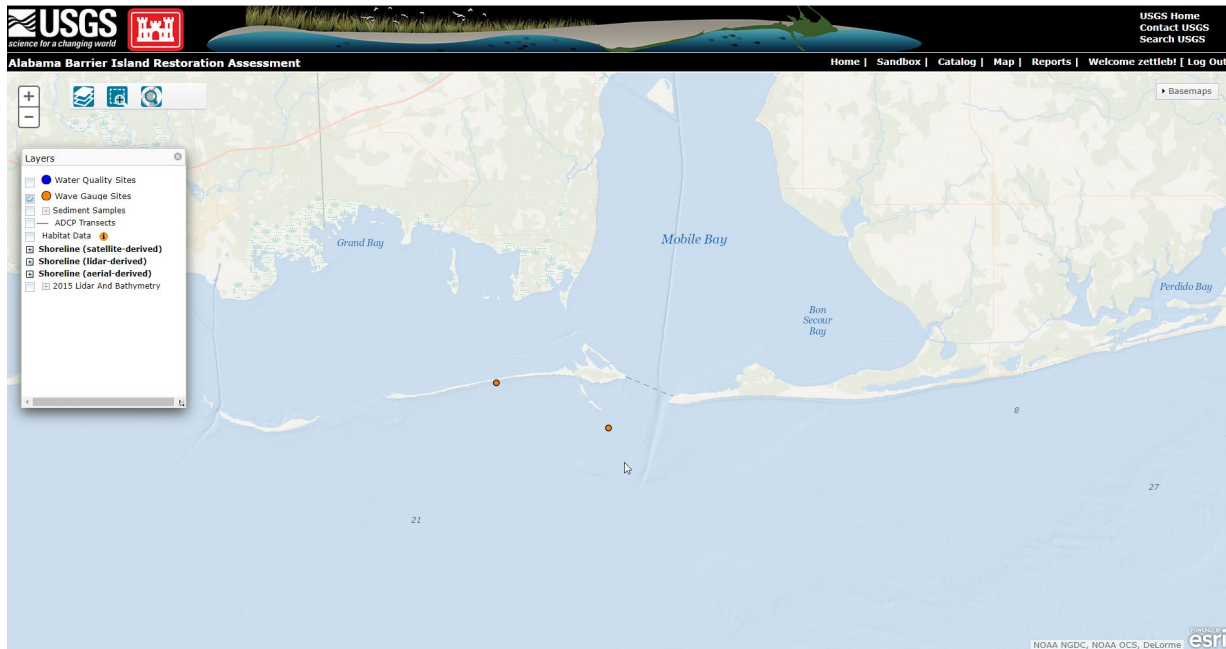 USGS
science for a changing world
USGS Home
Contact USGS
Search USGS
Alabama Barrier Island Restoration Assessment
Home | Sandbox | Catalog | Map | Reports | Welcome zettleb! [ Log Out
+
−
Basemaps
Layers
Water Quality Sites
Wave Gauge Sites
Sediment Samples
ADCP Transects
Habitat Data
Shoreline (satellite-derived)
Shoreline (lidar-derived)
Shoreline (aerial-derived)
2015 Lidar And Bathymetry
Grand Bay
Mobile Bay
Bon
Secour
Bay
Perdido Bay
8
27
21
NOAA NGDC, NOAA OCS, DeLorme
POWERED BY
esri